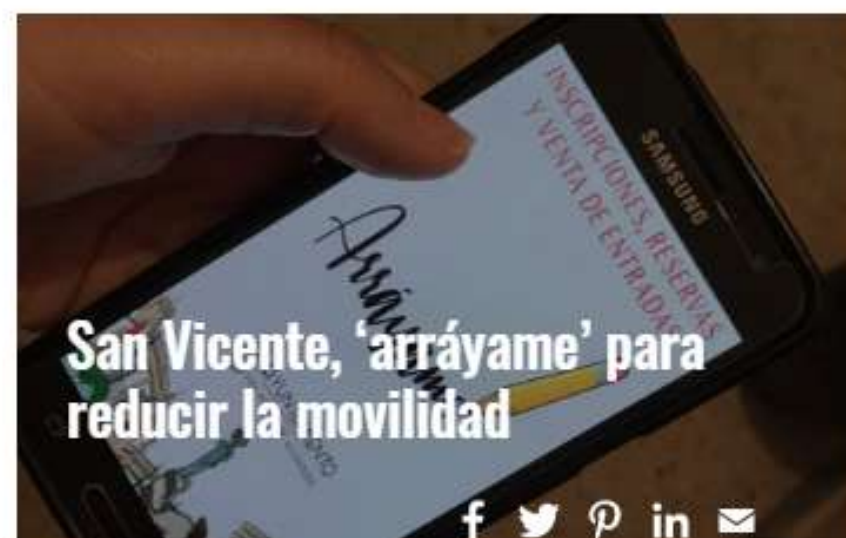 INSCRIPCIONES, RESERVAS
Y VENTA DE ENTRADAS
SAMSUNG
San Vicente, ‘arráyame’ para
reducir la movilidad